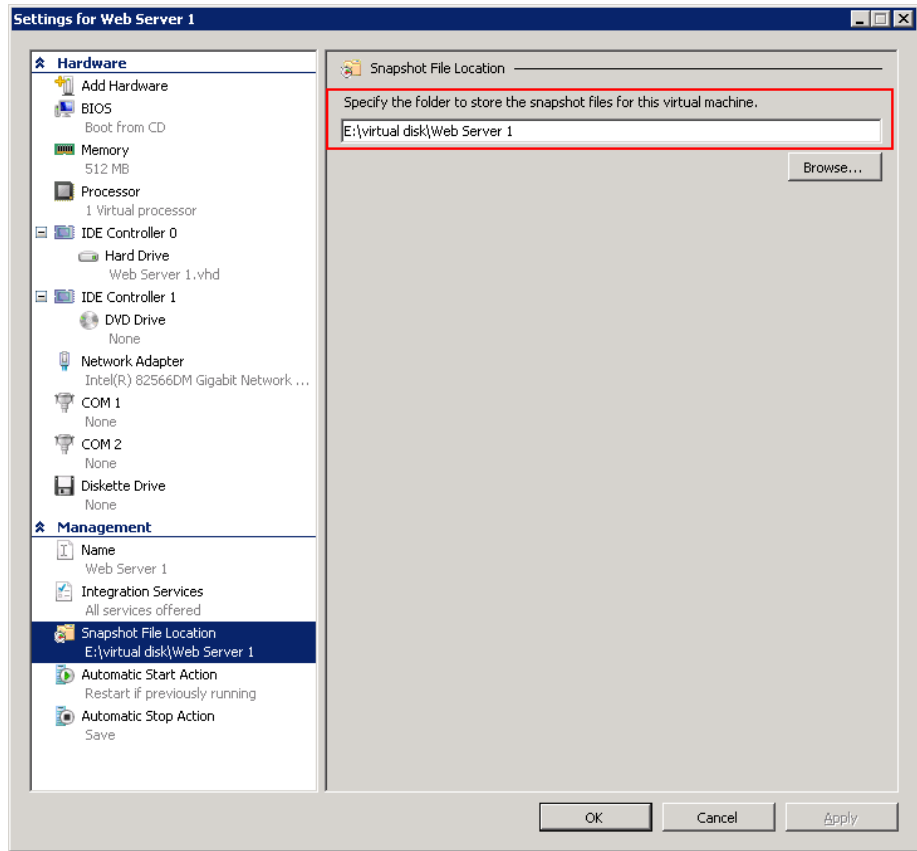 Settings for Web Server 1
Hardware
Add Hardware
BIOS
Boot from CD
Memory
512 MB
Processor
1 Virtual processor
IDE Controller 0
Hard Drive
Web Server 1.vhd
IDE Controller 1
DVD Drive
None
Network Adapter
Intel(R) 82566DM Gigabit Network ...
COM 1
None
COM 2
None
Diskette Drive
None
Management
Name
Web Server 1
Integration Services
All services offered
Snapshot File Location
E:\virtual disk\Web Server 1
Automatic Start Action
Restart if previously running
Automatic Stop Action
Save
Snapshot File Location
Specify the folder to store the snapshot files for this virtual machine.
E:\virtual disk\Web Server 1
Browse...
OK
Cancel
Apply